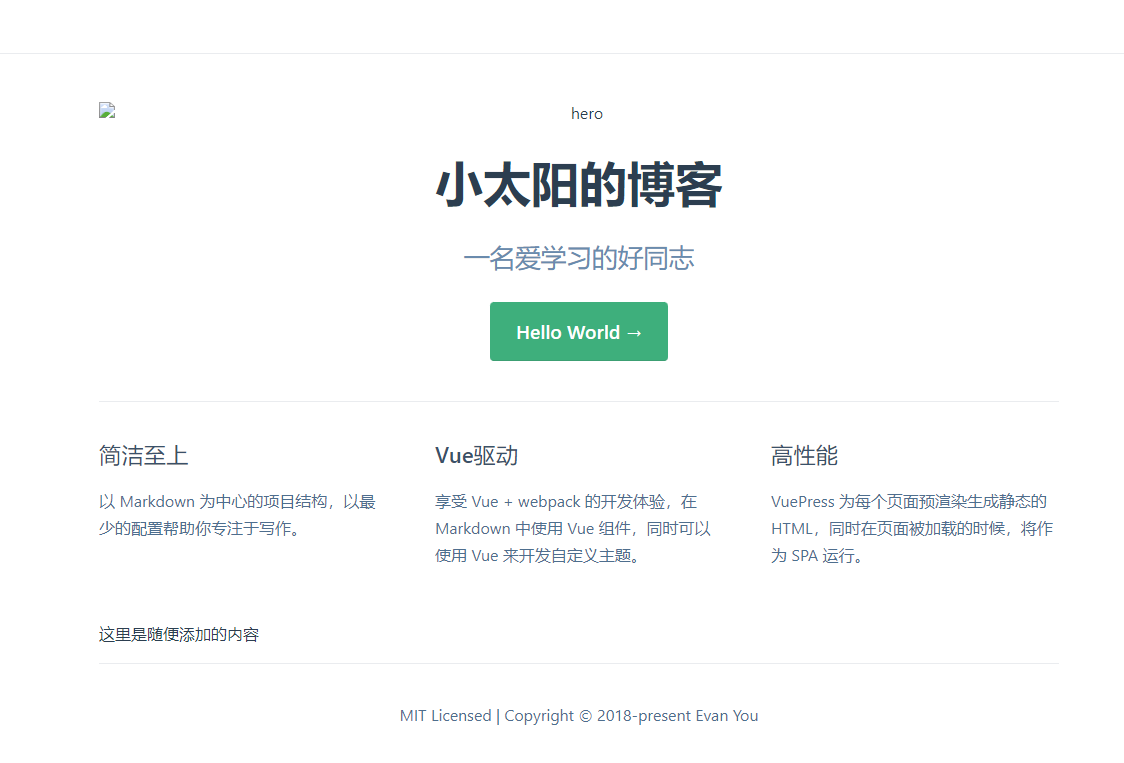 hero
小太阳的博客
一名爱学习的好同志
Hello World →
简洁至上
以 Markdown 为中心的项目结构，以最
少的配置帮助你专注于写作。
Vue驱动
享受 Vue + webpack 的开发体验，在
Markdown 中使用 Vue 组件，同时可以
使用 Vue 来开发自定义主题。
高性能
VuePress 为每个页面预渲染生成静态的
HTML，同时在页面被加载的时候，将作
为 SPA 运行。
这里是随便添加的内容
MIT Licensed | Copyright © 2018-present Evan You